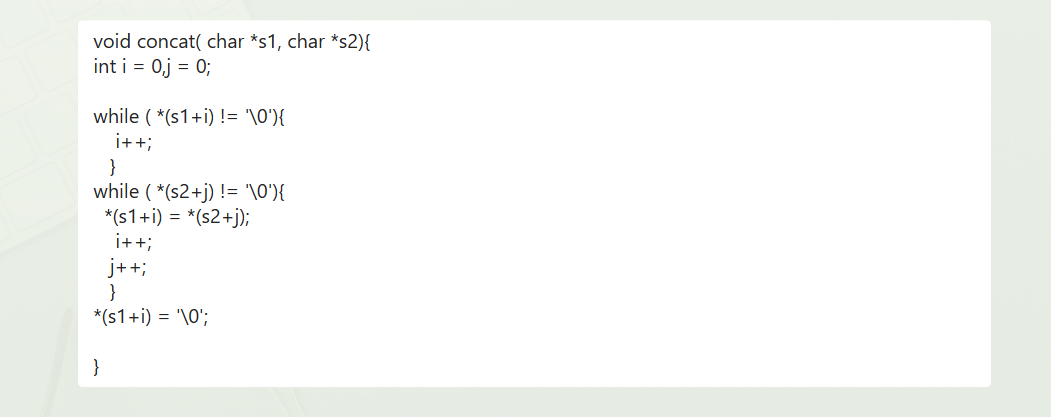 void concat( char *s1, char *s2){
int i = 0,j = 0;
while ( *(s1+i) != '\0'){
i++;
}
while ( *(s2+j) != '\0'){
*(s1+i) = *(s2+j);
i++;
j++;
}
*(s1+i) = '\0';
}